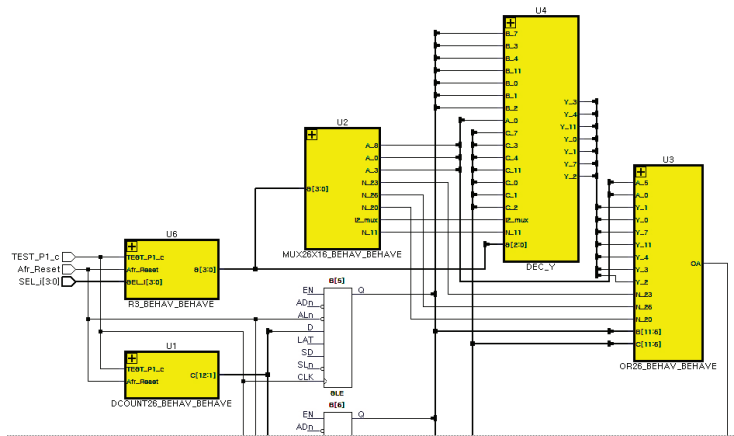 U4
B_7
B_3
B_4
B_11
B_0
B_1
B_2
A_0
C_7
C_3
C_4
C_11
C_0
C_1
C_2
I2_mux
N_11
B[2:0]
Y_3
Y_4
Y_11
Y_0
Y_1
Y_7
Y_2
DEC_Y
U2
B[3:0]
A_8
A_0
A_3
N_23
N_26
N_20
I2_mux
N_11
MUX26X16_BEHAV_BEHAVE
U3
A_5
A_0
Y_1
Y_0
Y_7
Y_11
Y_4
Y_3
Y_2
N_23
N_26
N_20
B[11:6]
C[11:6]
OA
OR26_BEHAV_BEHAVE
TEST_P1_c
Afr_Reset
SEL_i[3:0]
U6
TEST_P1_c
Afr_Reset
SEL_i[3:0]
B[3:0]
R3_BEHAV_BEHAVE
U1
TEST_P1_c
Afr_Reset
C[12:1]
DCOUNT26_BEHAV_BEHAVE
B[5]
EN
ADn
ALn
D
LAT
SD
SLn
CLK
Q
SLE
B[6]
EN
ADn
Q